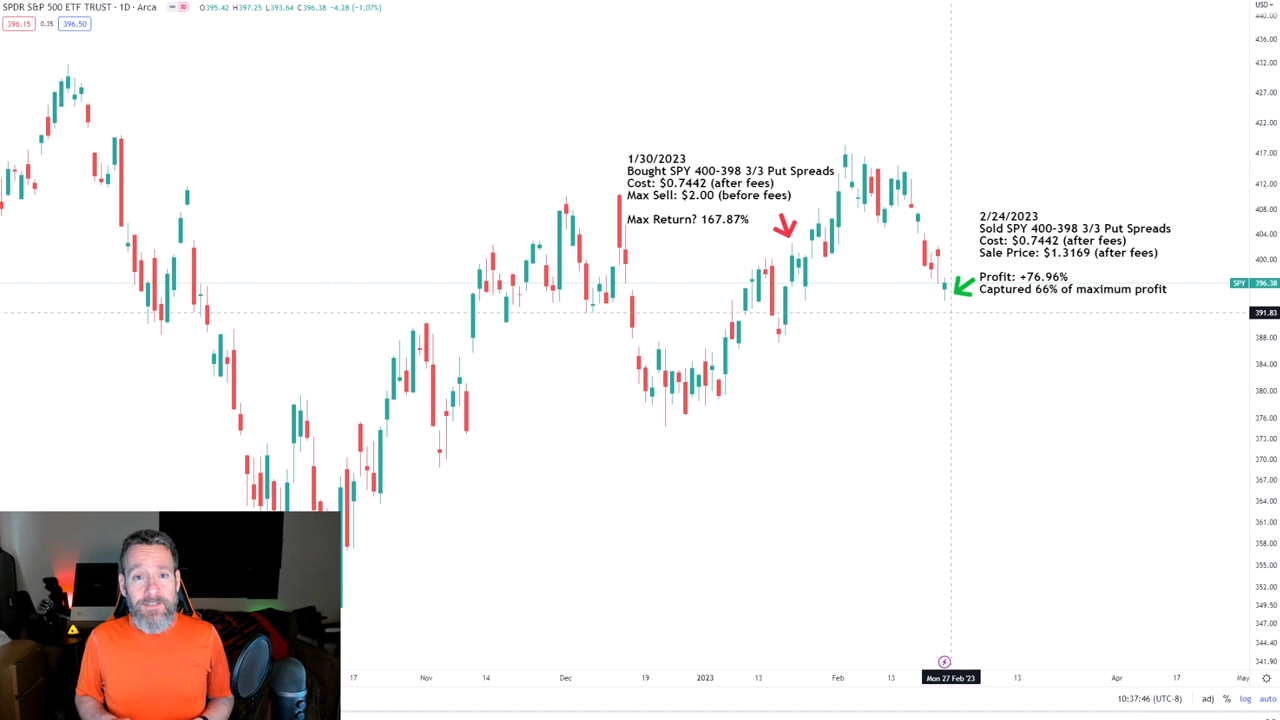 SPDR S&P 500 ETF TRUST · 1D · Arca O395.42 H397.25 L393.64 C396.38 -4.28 (-1.07%)
USD
396.15 0.35 396.50
440.00
436.00
432.00
427.00
422.00
417.00
412.00
408.00
404.00
400.00
SPY 396.38
391.83
388.00
384.00
380.00
376.00
373.00
370.00
367.00
364.00
361.00
358.00
355.00
352.00
349.50
347.00
344.40
341.90
1/30/2023
Bought SPY 400-398 3/3 Put Spreads
Cost: $0.7442 (after fees)
Max Sell: $2.00 (before fees)
Max Return? 167.87%
2/24/2023
Sold SPY 400-398 3/3 Put Spreads
Cost: $0.7442 (after fees)
Sale Price: $1.3169 (after fees)
Profit: +76.96%
Captured 66% of maximum profit
17 Nov 14 Dec 19 2023 13 Feb 13 Mon 27 Feb '23 13 Apr 17 May
10:37:46 (UTC-8) adj % log auto